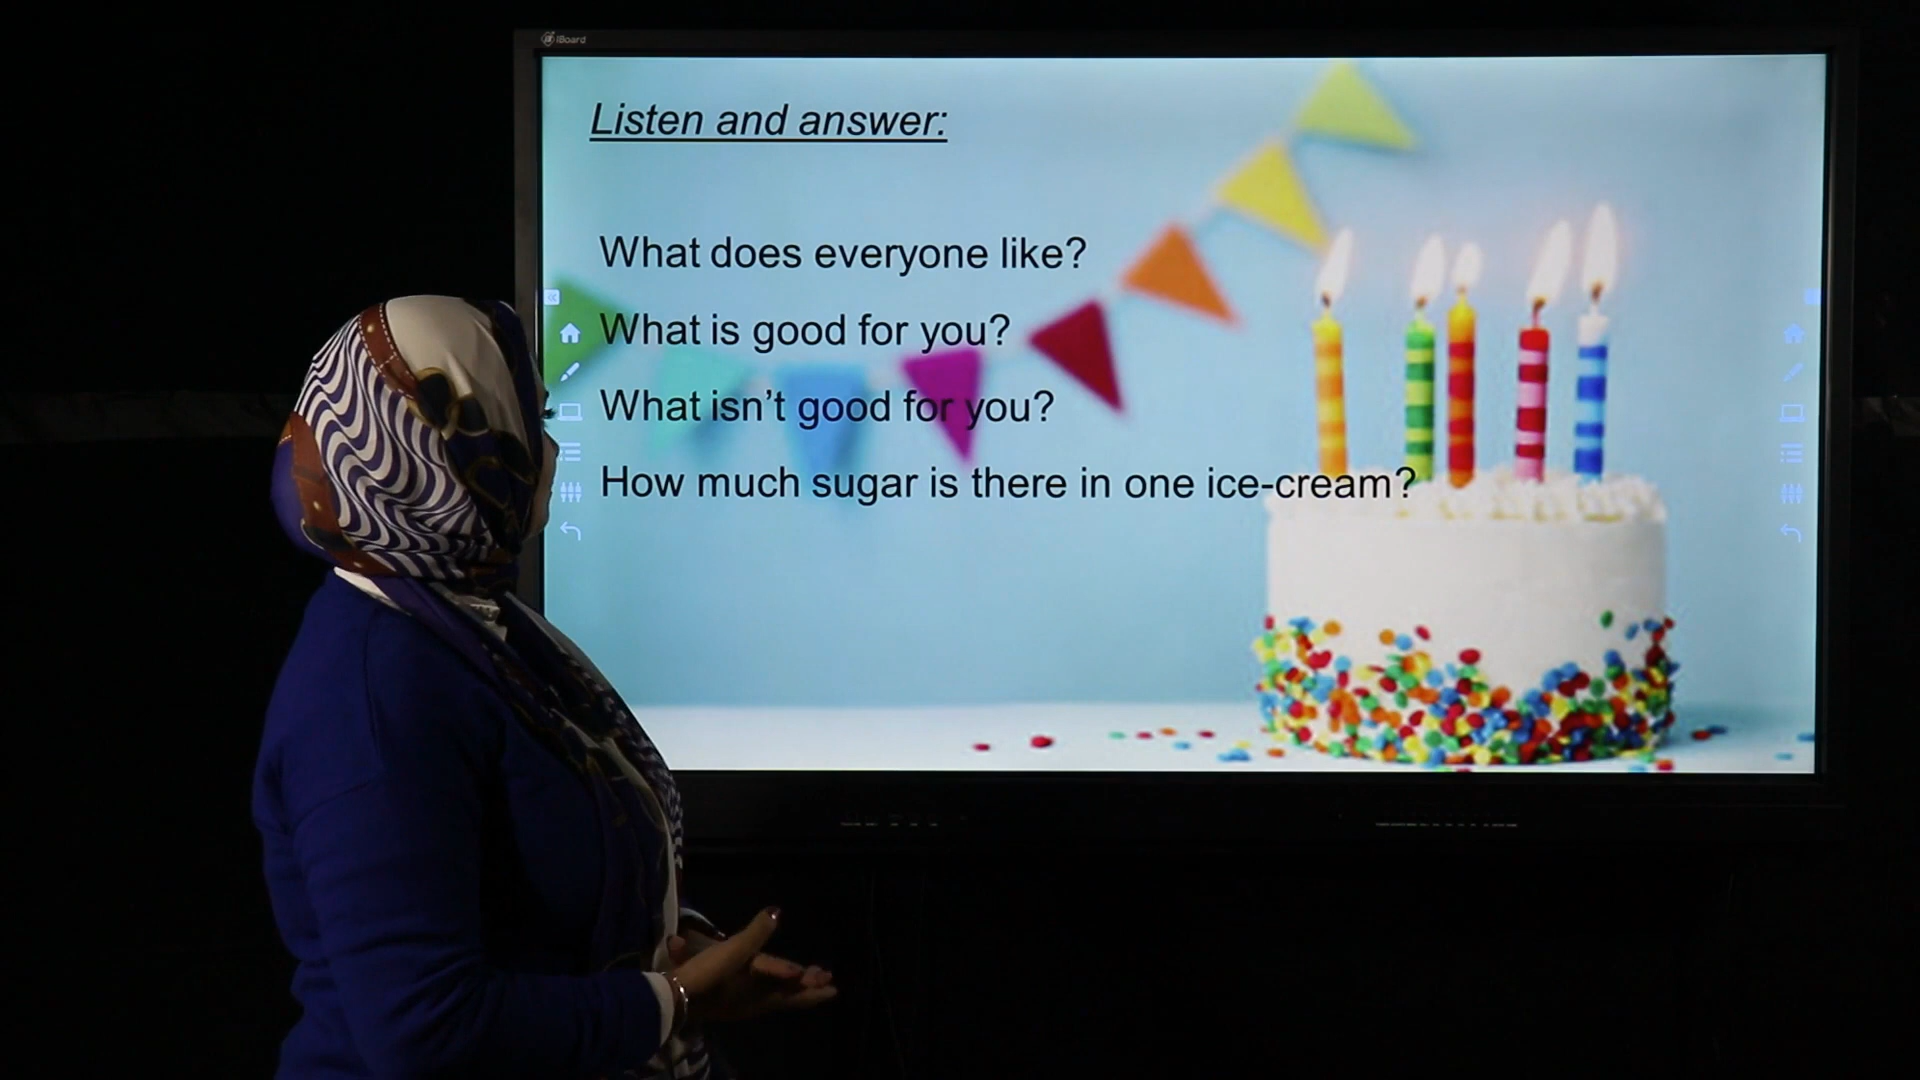 iBoard
Listen and answer:
What does everyone like?
What is good for you?
What isn't good for you?
How much sugar is there in one ice-cream?